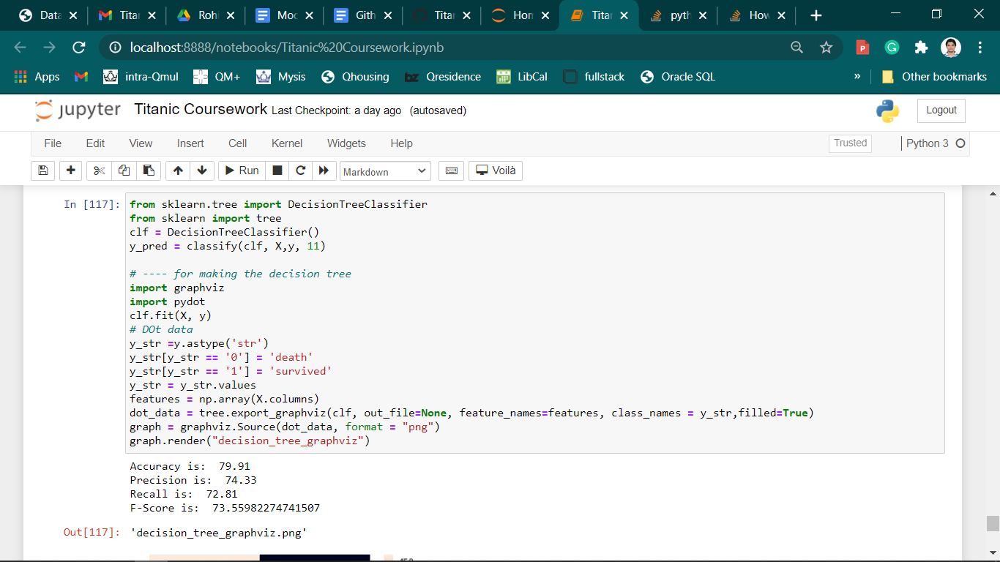 Data
Titar
Rohi
Moc
Gith
Titar
Hom
Titar
pyth
How
localhost:8888/notebooks/Titanic%20Coursework.ipynb
Apps intra-Qmul QM+ Mysis Qhousing bz Qresidence LibCal fullstack Oracle SQL » Other bookmarks
jupyter Titanic Coursework Last Checkpoint: a day ago (autosaved) Logout
File Edit View Insert Cell Kernel Widgets Help Trusted Python 3
Run Markdown Voilà
In [117]: from sklearn.tree import DecisionTreeClassifier
from sklearn import tree
clf = DecisionTreeClassifier()
y_pred = classify(clf, X,y, 11)
# ---- for making the decision tree
import graphviz
import pydot
clf.fit(X, y)
# DOt data
y_str =y.astype('str')
y_str[y_str == '0'] = 'death'
y_str[y_str == '1'] = 'survived'
y_str = y_str.values
features = np.array(X.columns)
dot_data = tree.export_graphviz(clf, out_file=None, feature_names=features, class_names = y_str,filled=True)
graph = graphviz.Source(dot_data, format = "png")
graph.render("decision_tree_graphviz")
Accuracy is:  79.91
Precision is:  74.33
Recall is:  72.81
F-Score is:  73.55982274741507
Out[117]: 'decision_tree_graphviz.png'